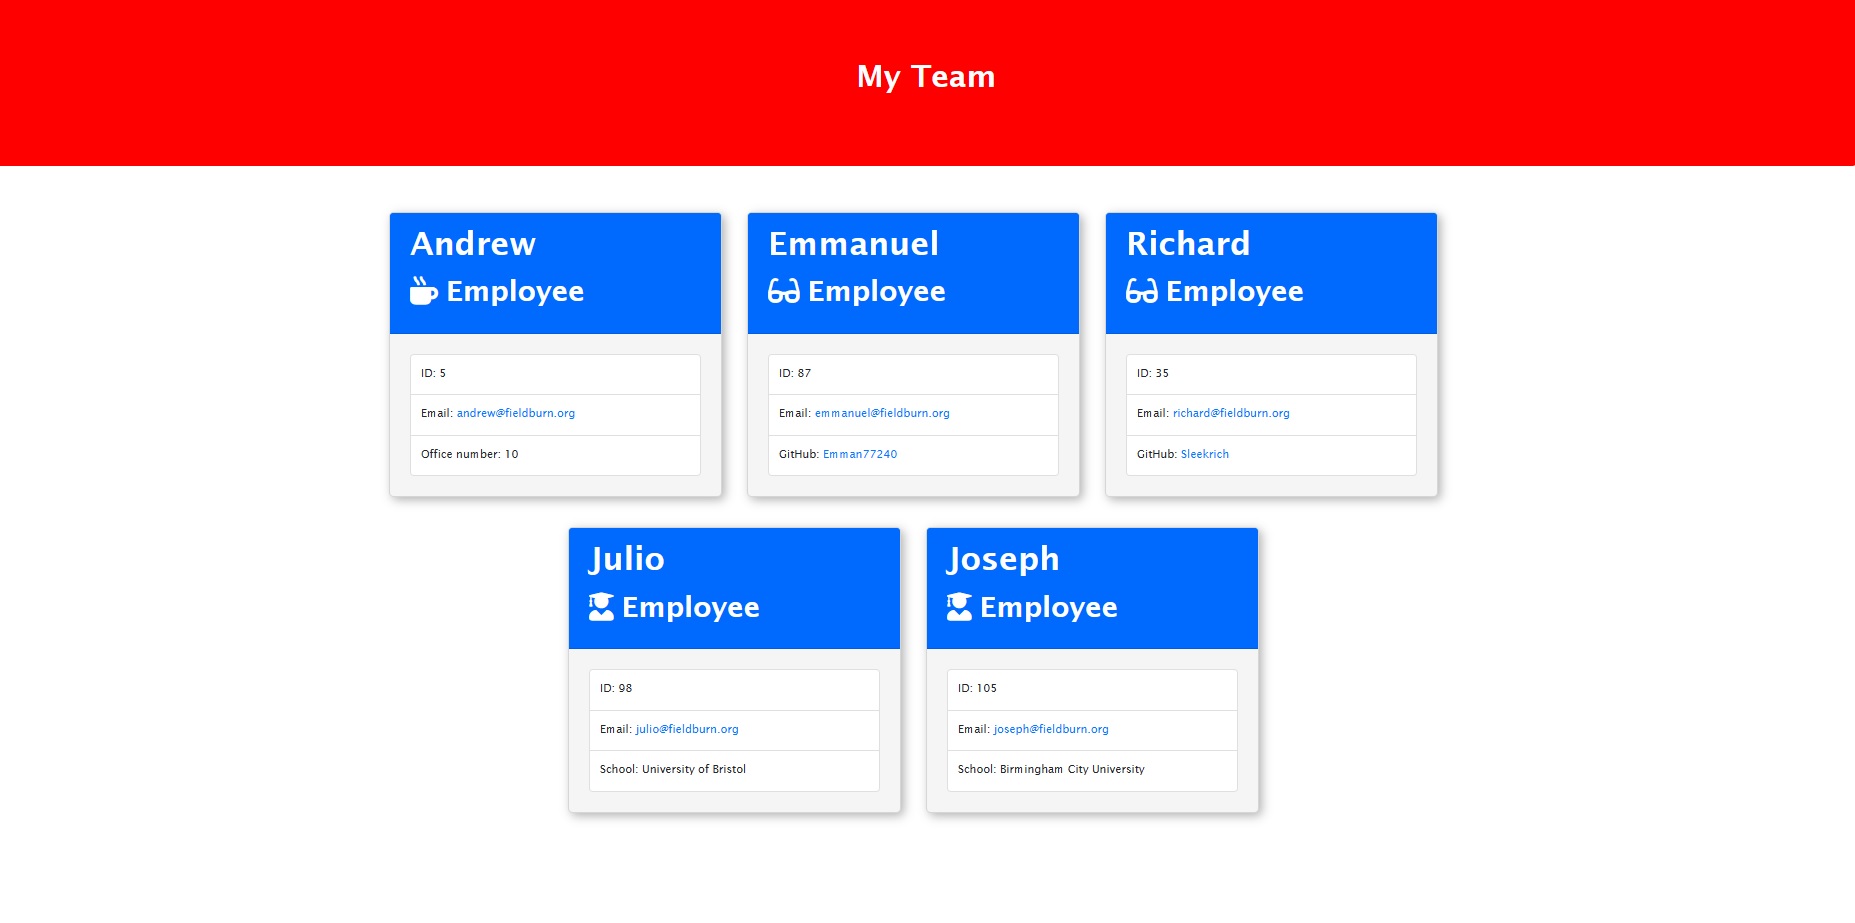 My Team
Andrew
Employee
ID: 5
Email: andrew@fieldburn.org
Office number: 10
Emmanuel
Employee
ID: 87
Email: emmanuel@fieldburn.org
GitHub: Emman77240
Richard
Employee
ID: 35
Email: richard@fieldburn.org
GitHub: Sleekrich
Julio
Employee
ID: 98
Email: julio@fieldburn.org
School: University of Bristol
Joseph
Employee
ID: 105
Email: joseph@fieldburn.org
School: Birmingham City University